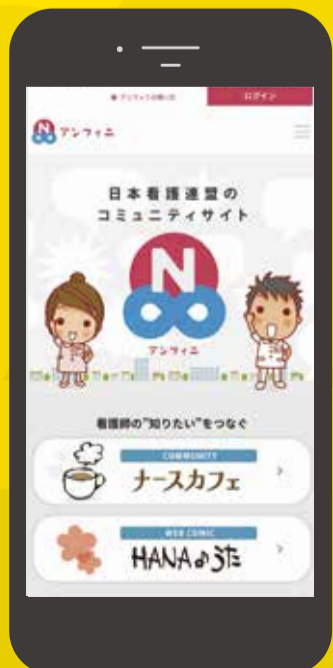 ログイン
アンフィニ
日本看護連盟の
コミュニティサイト
N
アンフィニ
看護師の"知りたい"をつなぐ
COMMUNITY
ナースカフェ
WEB COMIC
HANAのうた